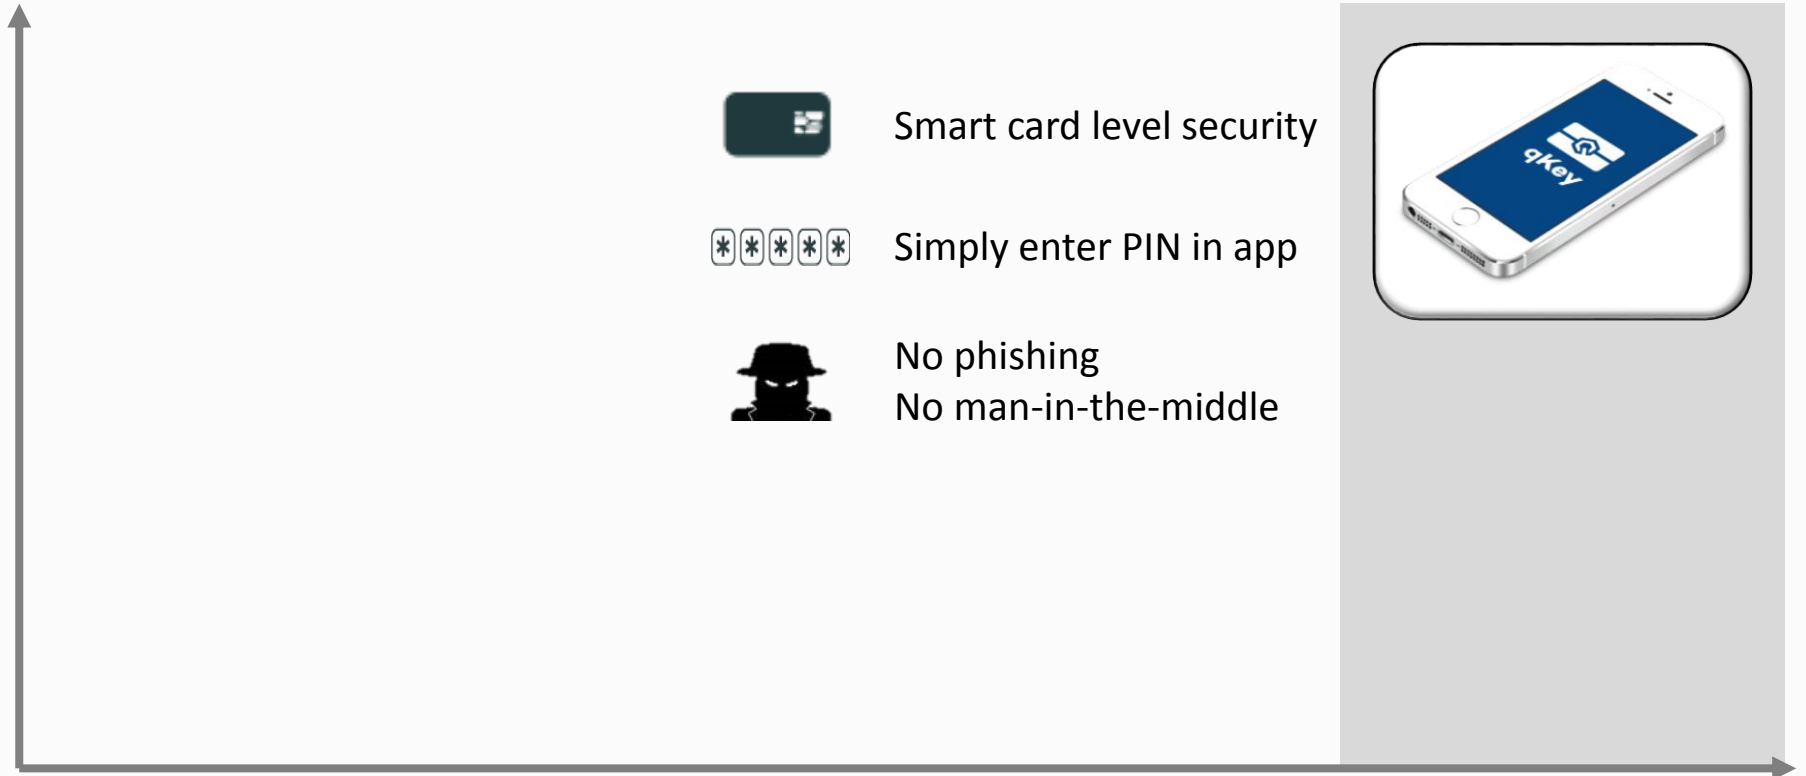 Smart card level security
qKey
*****
Simply enter PIN in app
No phishing
No man-in-the-middle